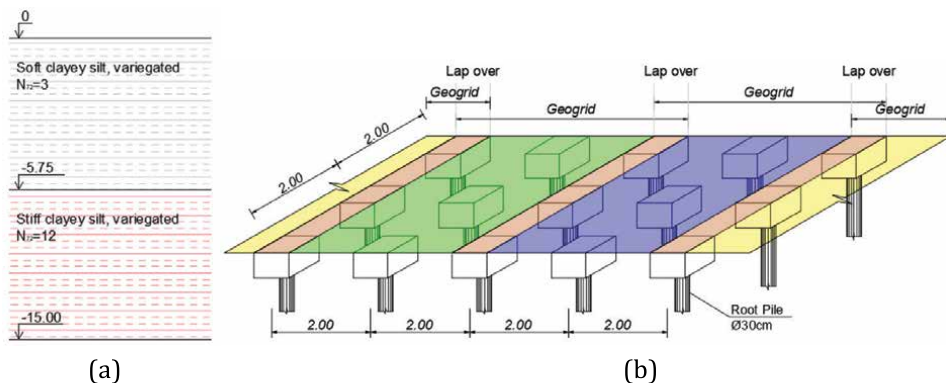 0
Soft clayey silt, variegated
N₇₂=3
-5.75
Stiff clayey silt, variegated
N₇₂=12
-15.00
(a)
Lap over
Lap over
Lap over
Geogrid
Geogrid
Geogrid
Geogrid
2.00
2.00
2.00
2.00
2.00
2.00
Root Pile
Ø30cm
(b)